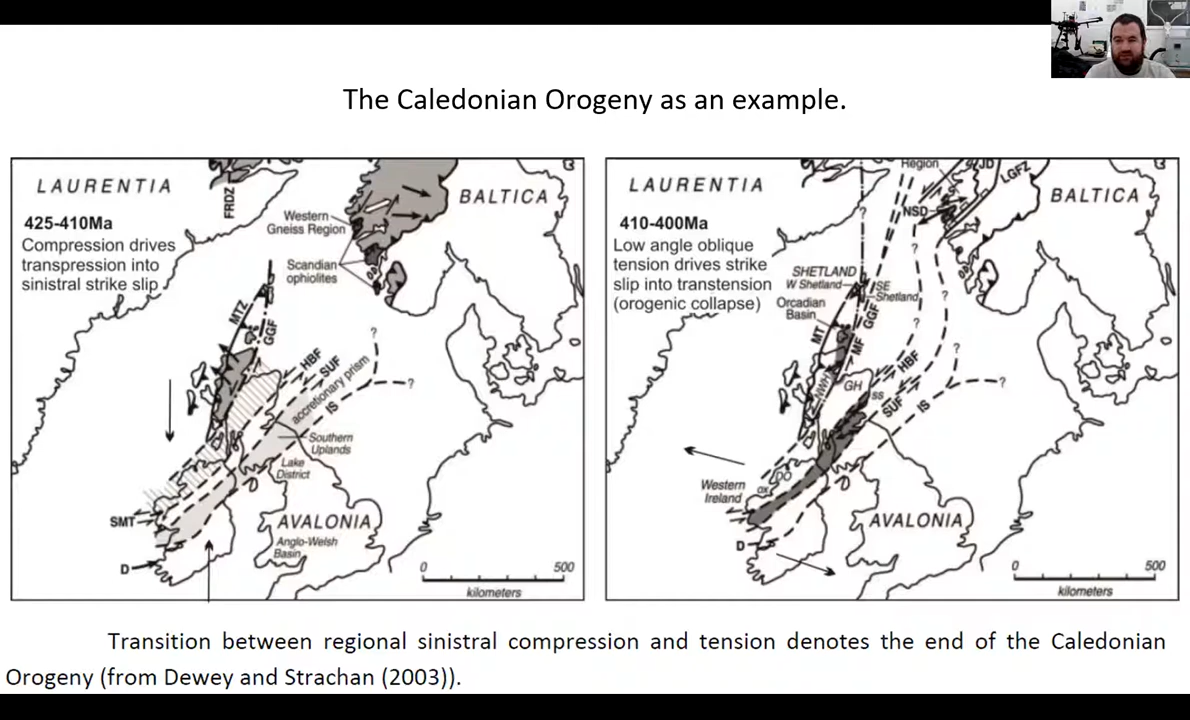 The Caledonian Orogeny as an example.
LAURENTIA
FRDZ
BALTICA
425-410Ma
Compression drives
transpression into
sinistral strike slip
Western
Gneiss Region
Scandian
ophiolites
MTZ
GGF
HBF
SUF
accretionary prism
IS
?
?
Southern
Uplands
Lake
District
SMT
AVALONIA
Anglo-Welsh
Basin
D
0
500
kilometers
Region
JD
LGFZ
LAURENTIA
BALTICA
410-400Ma
Low angle oblique
tension drives strike
slip into transtension
(orogenic collapse)
?
NSD
?
SHETLAND
W Shetland
SE
Shetland
?
Orcadian
Basin
?
MT
GGF
MF
HBF
?
NWH
GH
SS
SUF
IS
?
Western
Ireland
OX
DO
AVALONIA
D
0
500
kilometers
Transition between regional sinistral compression and tension denotes the end of the Caledonian
Orogeny (from Dewey and Strachan (2003)).